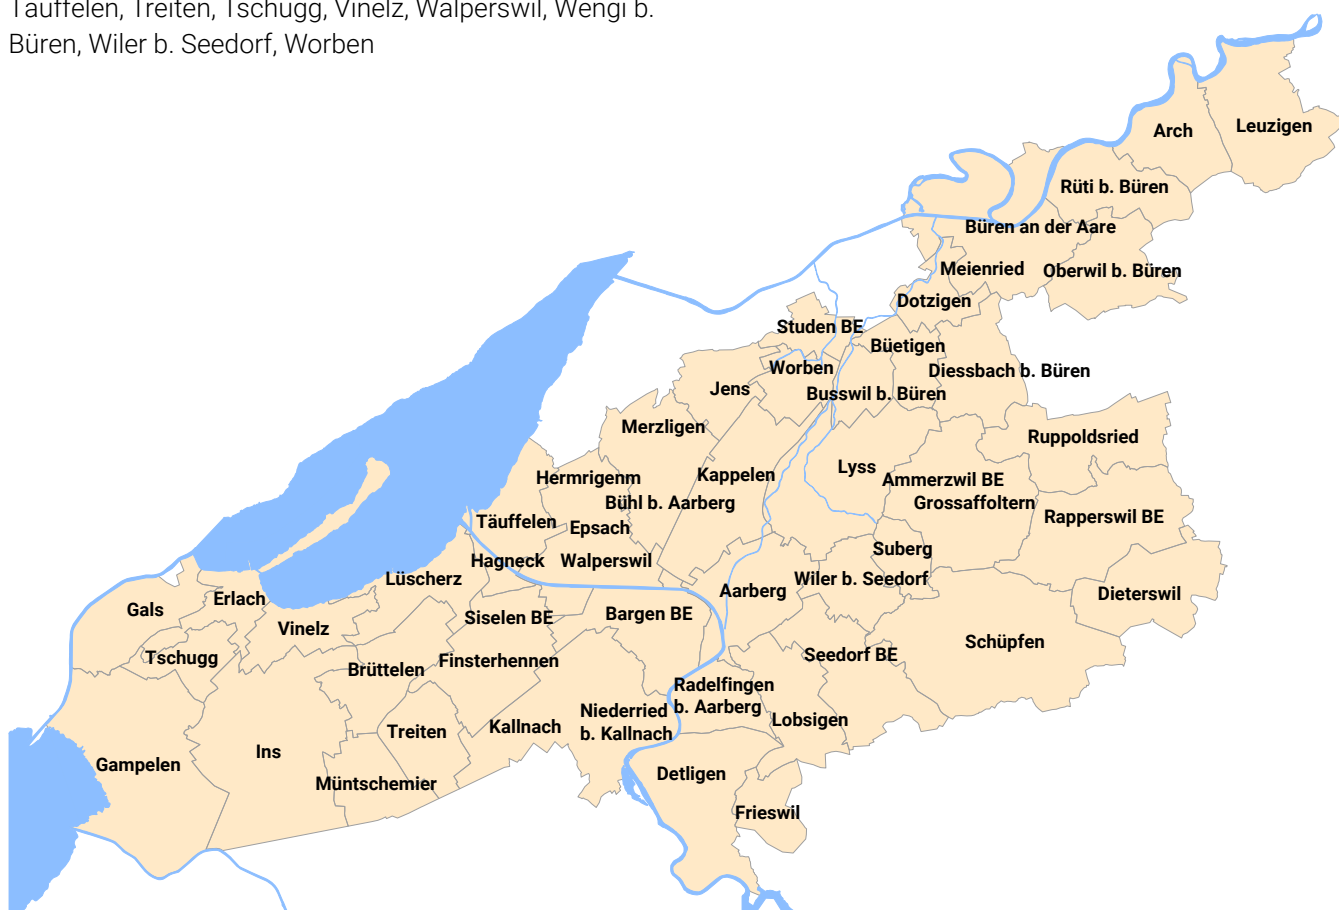 Täuffelen, Treiten, Tschugg, Vinelz, Walperswil, Wengi b.
Büren, Wiler b. Seedorf, Worben
Leuzigen
Arch
Rüti b. Büren
Büren an der Aare
Meienried
Oberwil b. Büren
Dotzigen
Studen BE
Büetigen
Worben
Diessbach b. Büren
Jens
Busswil b. Büren
Merzligen
Ruppoldsried
Kappelen
Lyss
Hermrigenm
Ammerzwil BE
Bühl b. Aarberg
Grossaffoltern
Rapperswil BE
Täuffelen
Epsach
Suberg
Hagneck
Walperswil
Lüscherz
Wiler b. Seedorf
Aarberg
Dieterswil
Erlach
Gals
Siselen BE
Bargen BE
Vinelz
Schüpfen
Tschugg
Seedorf BE
Finsterhennen
Brüttelen
Radelfingen
b. Aarberg
Niederried
b. Kallnach
Lobsigen
Kallnach
Treiten
Ins
Gampelen
Detligen
Müntschemier
Frieswil